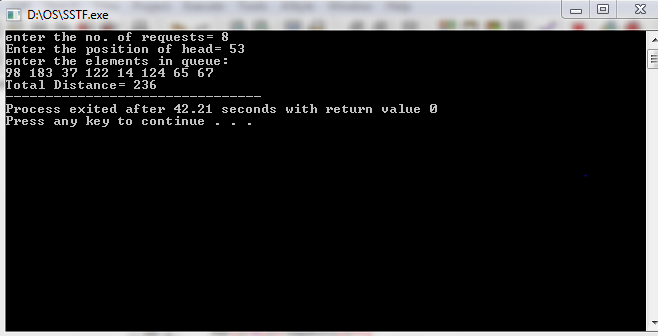 D:\OS\SSTF.exe
enter the no. of requests= 8
Enter the position of head= 53
enter the elements in queue:
98 183 37 122 14 124 65 67
Total Distance= 236
--------------------------------
Process exited after 42.21 seconds with return value 0
Press any key to continue . . .